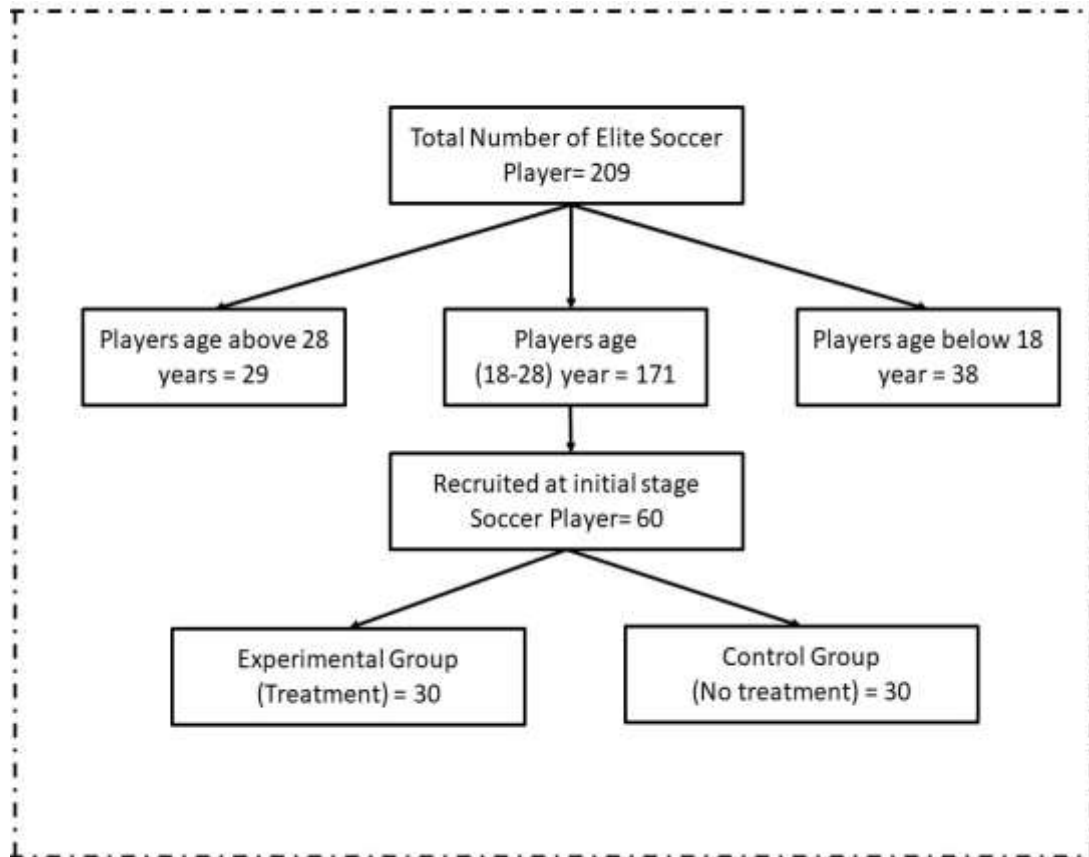 Total Number of Elite Soccer
Player= 209
Players age above 28
years = 29
Players age
(18-28) year = 171
Players age below 18
year = 38
Recruited at initial stage
Soccer Player= 60
Experimental Group
(Treatment) = 30
Control Group
(No treatment) = 30